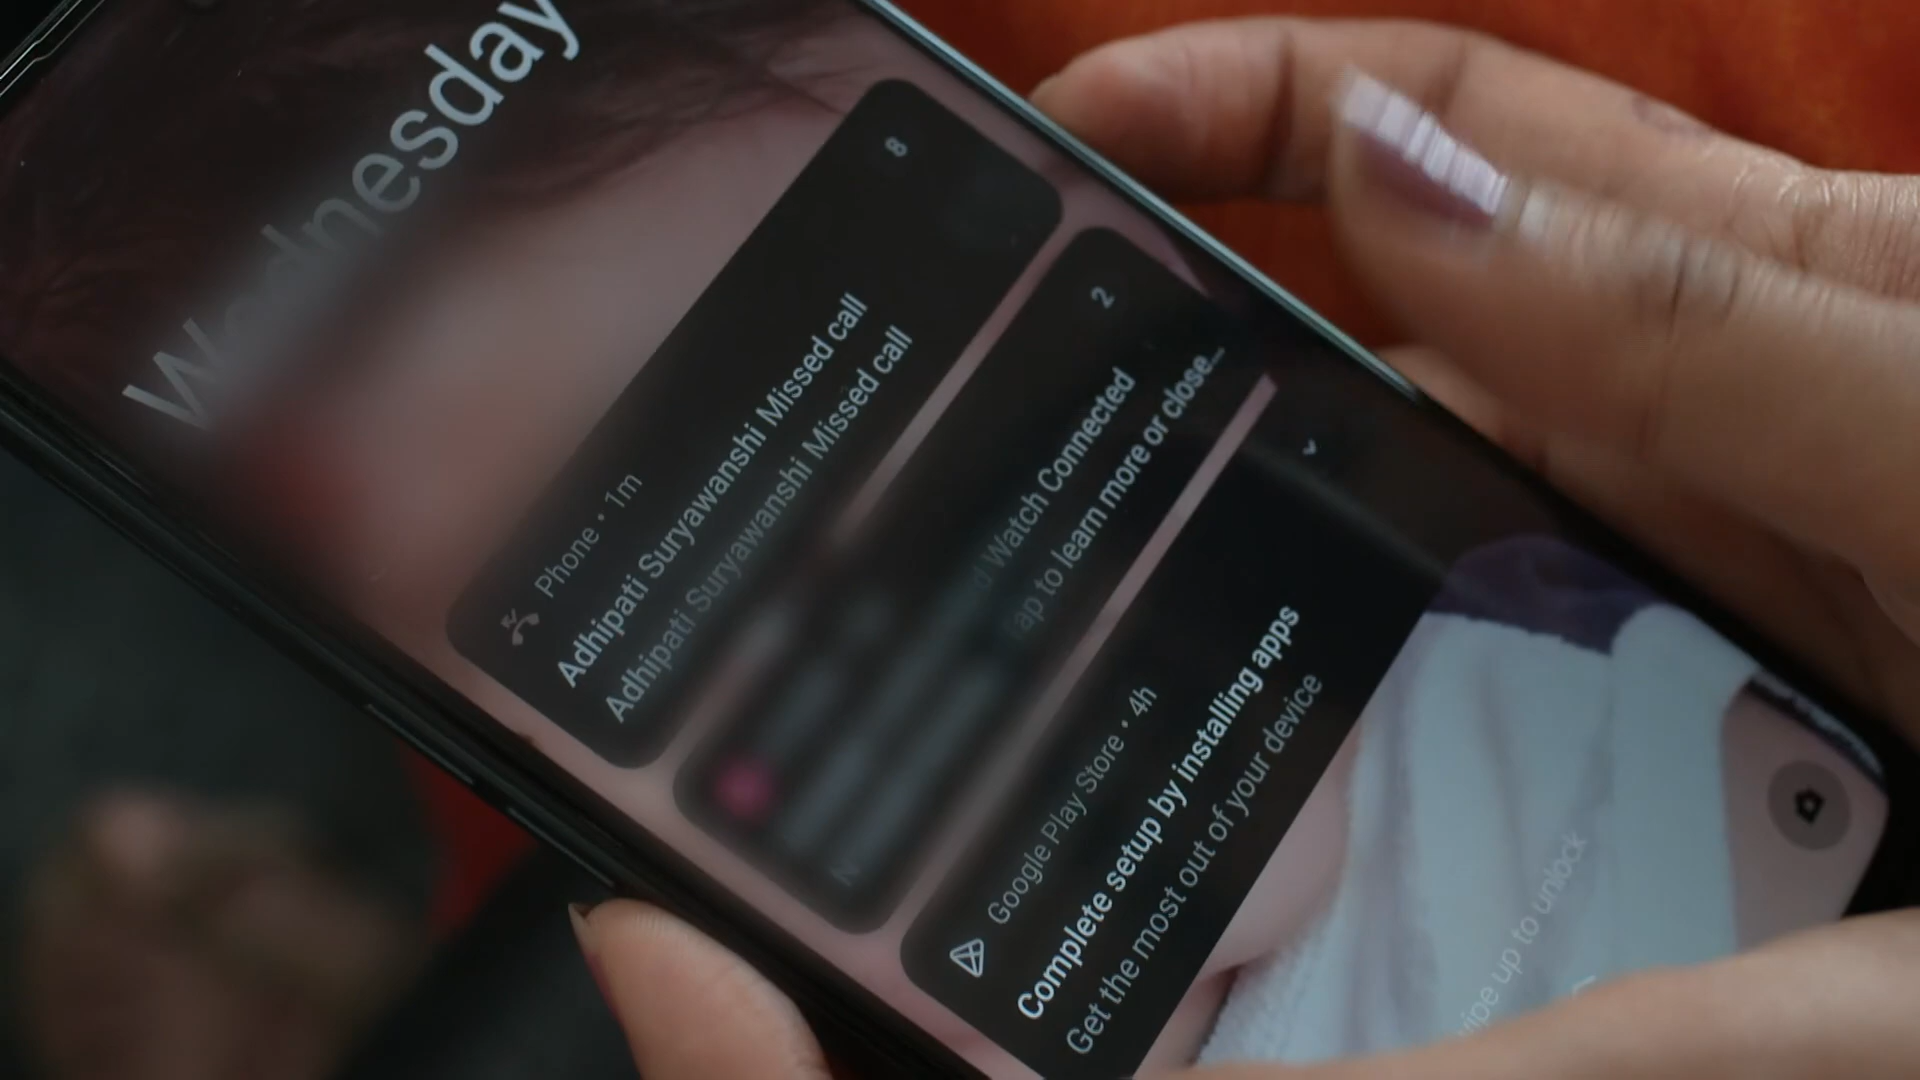 Wednesday
Phone • 1m
8
Adhipati Suryawanshi Missed call
Adhipati Suryawanshi Missed call
2
Watch Connected
Tap to learn more or close...
Google Play Store • 4h
Complete setup by installing apps
Get the most out of your device
Swipe up to unlock